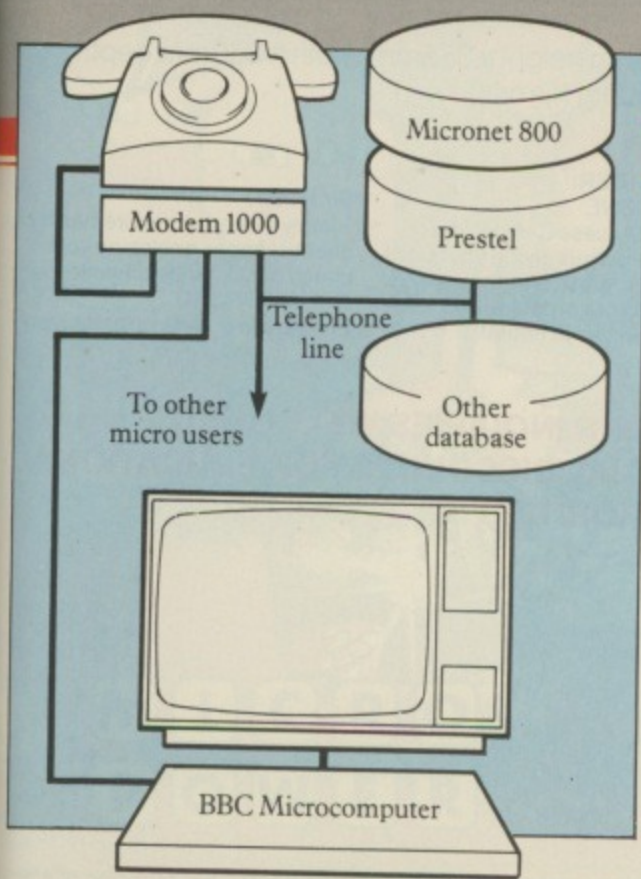 Micronet 800
Modem 1000
Prestel
Telephone
line
To other
micro users
Other
database
BBC Microcomputer